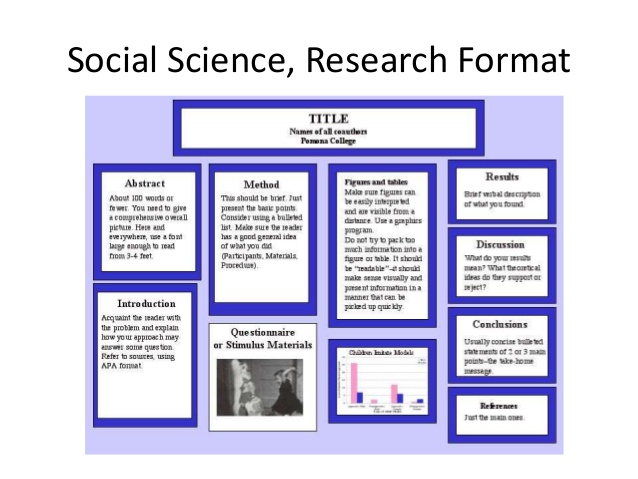 Social Science, Research Format
TITLE
Names of all coauthors
Pomona College
Abstract
About 100 words or
fewer. You need to give
a comprehensive overall
picture. Here and
everywhere, use a font
large enough to read
from 3-4 feet.
Introduction
Acquaint the reader with
the problem and explain
how your approach may
answer some question.
Refer to sources, using
APA format.
Method
This should be brief. Just
present the basic points.
Consider using a bulleted
list. Make sure the reader
has a good general idea
of what you did
(Participants, Materials,
Procedure).
Questionnaire
or Stimulus Materials
Figures and tables
Make sure figures can
be easily interpreted
and are visible from a
distance. Use a graphics
program.
Do not try to pack too
much information into a
figure or table. It should
be "readable"-it should
make sense visually and
present information in a
manner that can be
picked up quickly.
Children Imitate Models
Results
Brief verbal description
of what you found.
Discussion
What do your results
mean? What theoretical
ideas do they support or
reject?
Conclusions
Usually concise bulleted
statements of 2 or 3 main
points-the take-home
message.
References
Just the main ones.